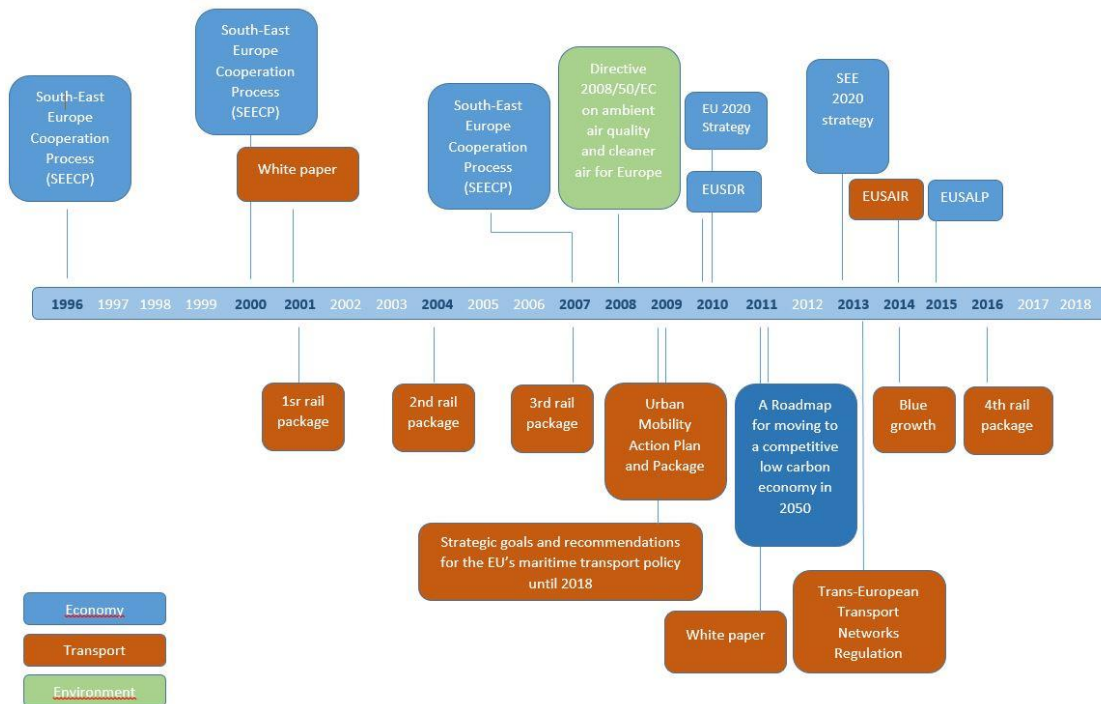 South-East
Europe
Cooperation
Process
(SEECP)
South-East
Europe
Cooperation
Process
(SEECP)
White paper
South-East
Europe
Cooperation
Process
(SEECP)
Directive
2008/50/EC
on ambient
air quality
and cleaner
air for Europe
EU 2020
Strategy
EUSDR
SEE
2020
strategy
EUSAIR
EUSALP
1996 1997 1998 1999 2000 2001 2002 2003 2004 2005 2006 2007 2008 2009 2010 2011 2012 2013 2014 2015 2016 2017 2018
1sr rail
package
2nd rail
package
3rd rail
package
Urban
Mobility
Action Plan
and Package
A Roadmap
for moving to
a competitive
low carbon
economy in
2050
Blue
growth
4th rail
package
Strategic goals and recommendations
for the EU's maritime transport policy
until 2018
White paper
Trans-European
Transport
Networks
Regulation
Economy
Transport
Environment